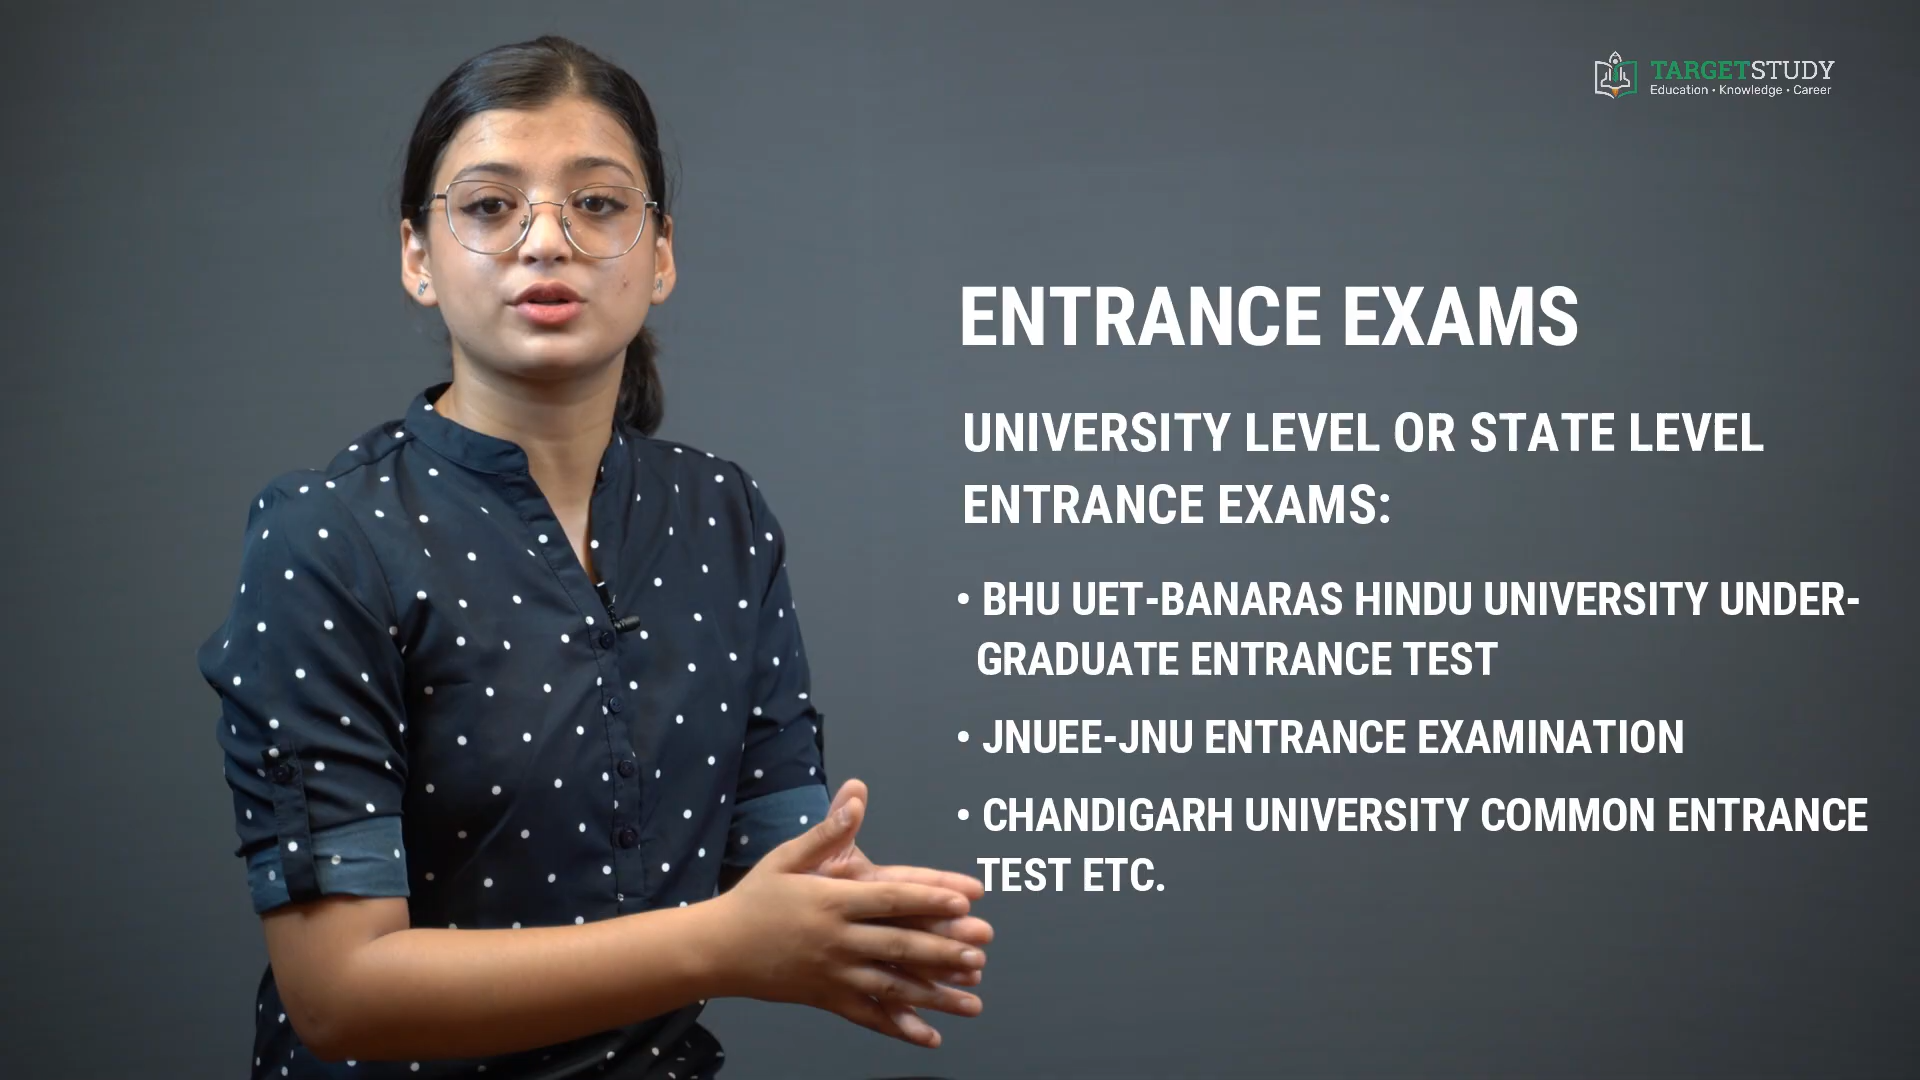 TARGETSTUDY
Education • Knowledge • Career
ENTRANCE EXAMS
UNIVERSITY LEVEL OR STATE LEVEL
ENTRANCE EXAMS:
• BHU UET-BANARAS HINDU UNIVERSITY UNDER-
GRADUATE ENTRANCE TEST
• JNUEE-JNU ENTRANCE EXAMINATION
• CHANDIGARH UNIVERSITY COMMON ENTRANCE
TEST ETC.